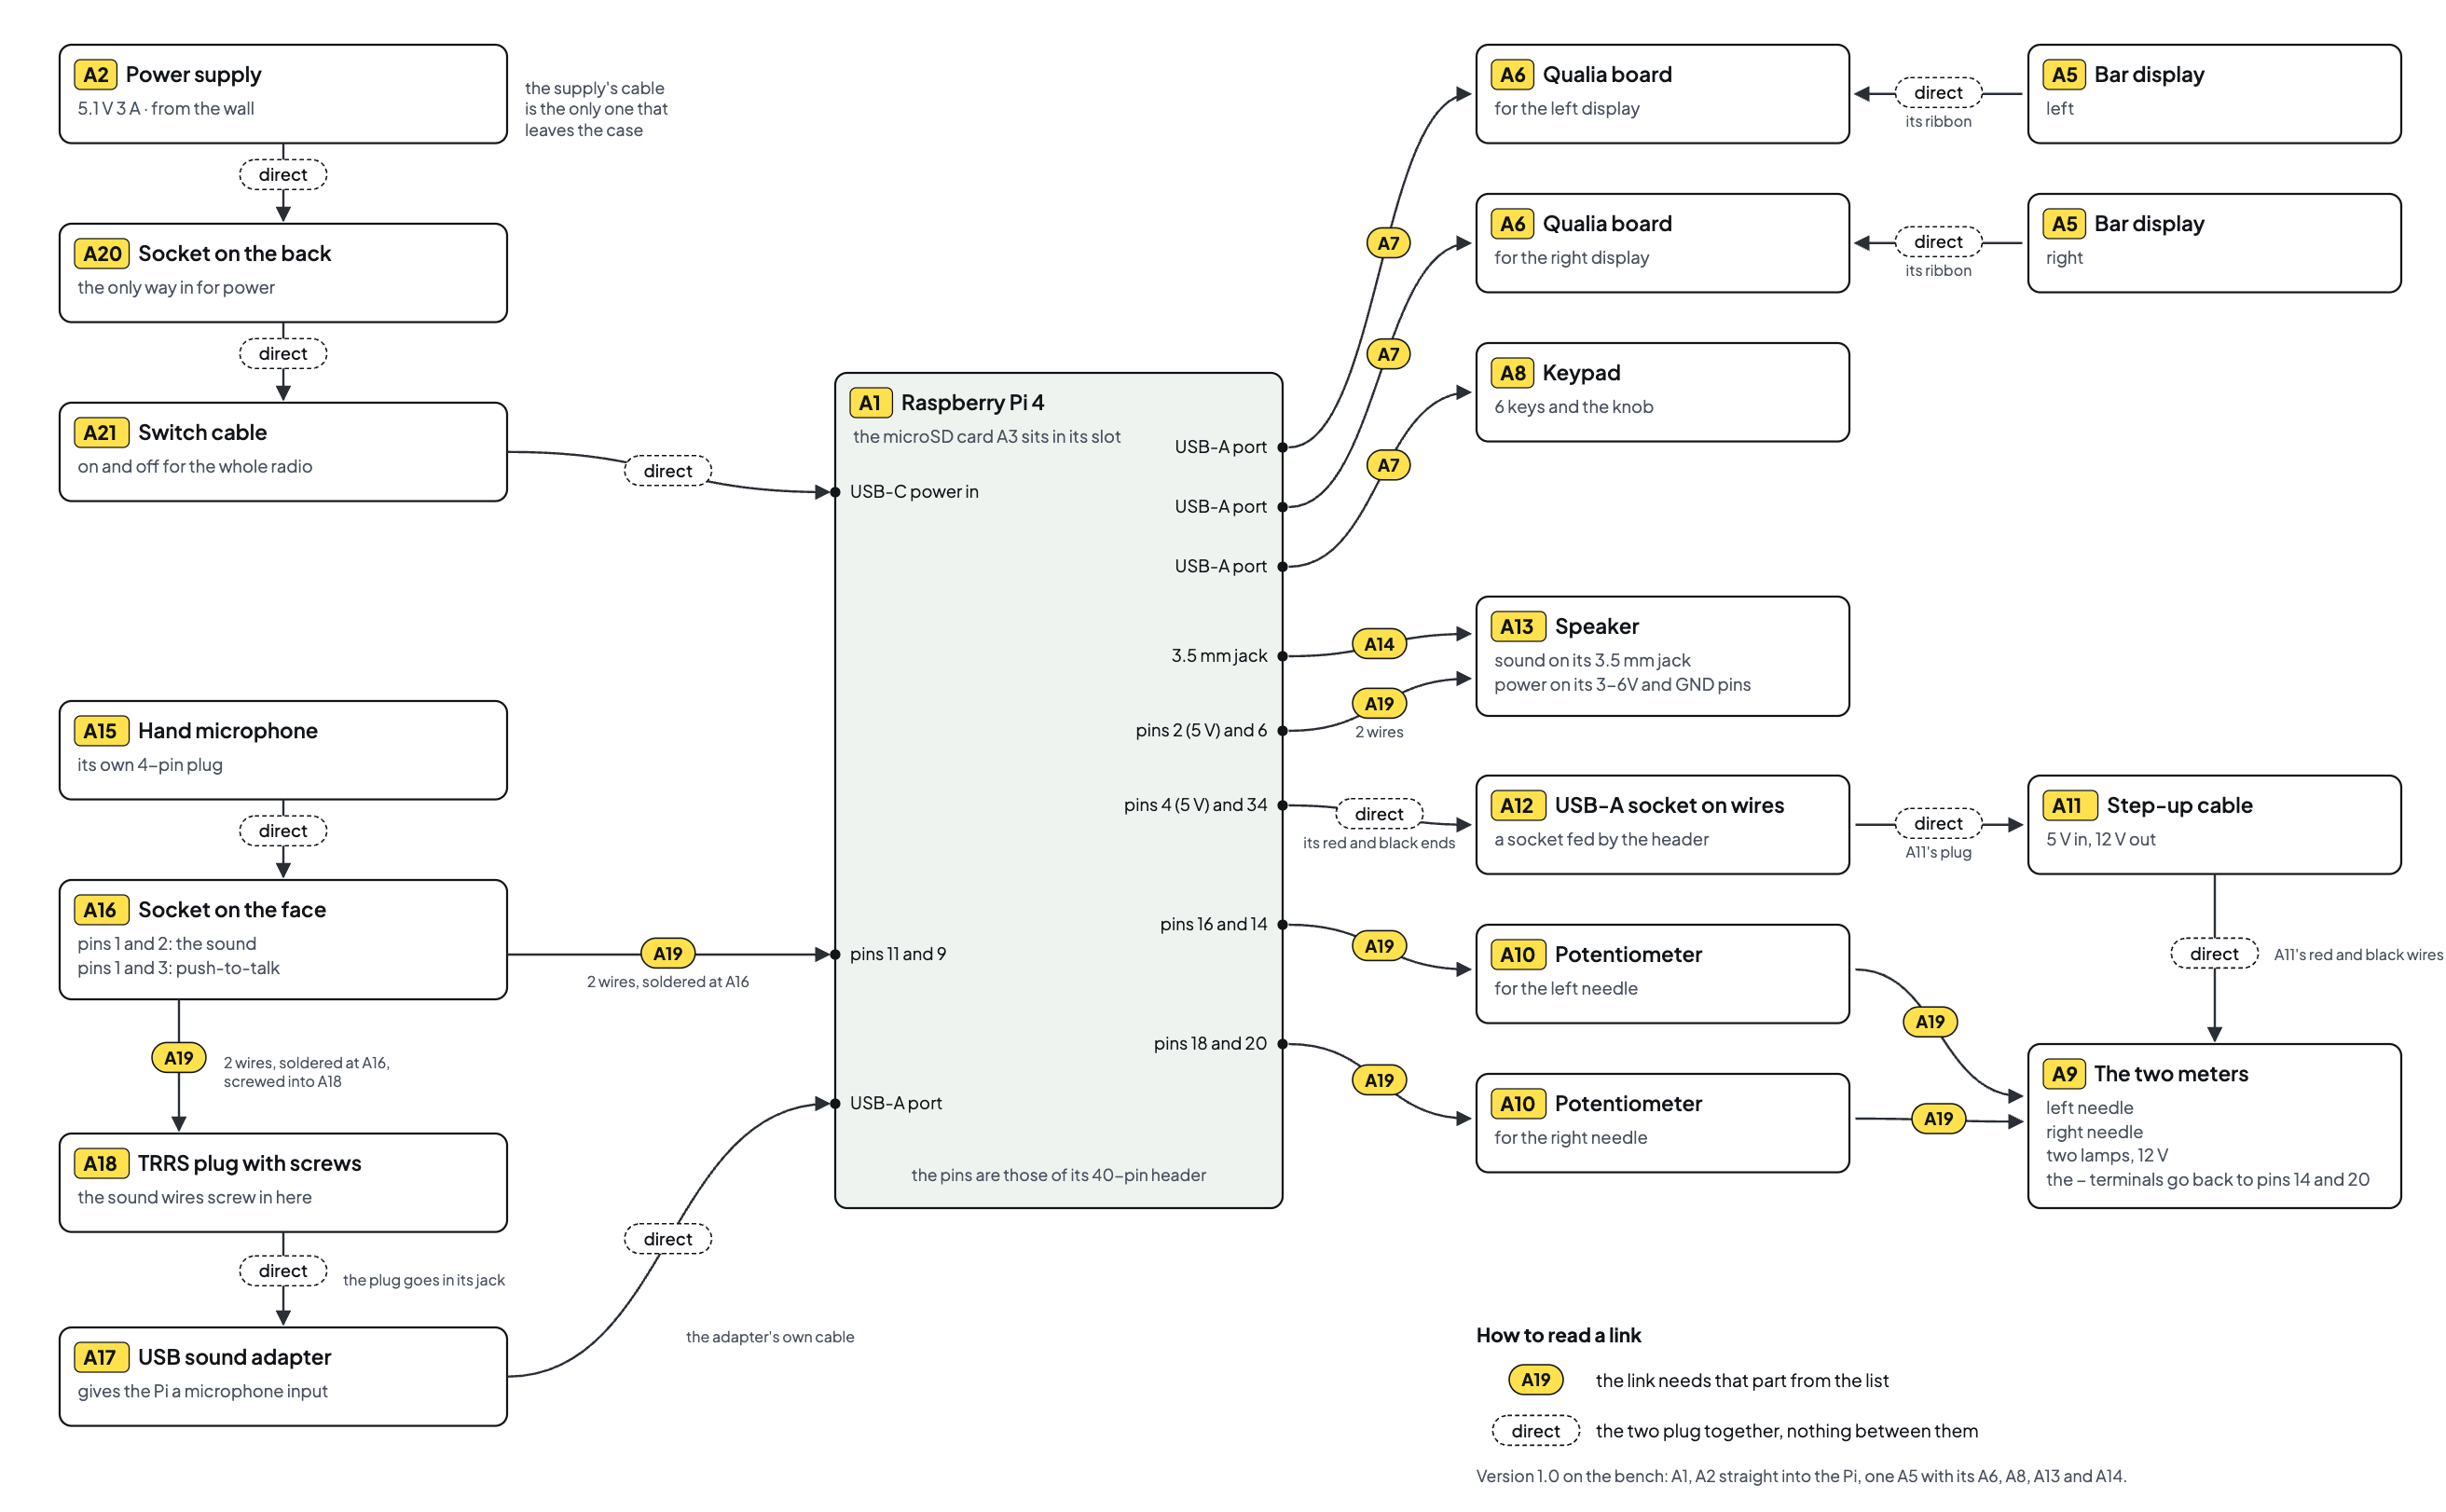 A2 Power supply
5.1 V 3 A · from the wall
the supply's cable
is the only one that
leaves the case
direct
A20 Socket on the back
the only way in for power
direct
A21 Switch cable
on and off for the whole radio
direct
A15 Hand microphone
its own 4-pin plug
direct
A16 Socket on the face
pins 1 and 2: the sound
pins 1 and 3: push-to-talk
A19
2 wires, soldered at A16
A19
2 wires, soldered at A16,
screwed into A18
A18 TRRS plug with screws
the sound wires screw in here
direct
the plug goes in its jack
A17 USB sound adapter
gives the Pi a microphone input
direct
the adapter's own cable
A1 Raspberry Pi 4
the microSD card A3 sits in its slot
USB-C power in
pins 11 and 9
USB-A port
USB-A port
USB-A port
USB-A port
3.5 mm jack
pins 2 (5 V) and 6
pins 4 (5 V) and 34
pins 16 and 14
pins 18 and 20
the pins are those of its 40-pin header
A7
A7
A7
A14
A19
2 wires
direct
its red and black ends
A19
A19
A6 Qualia board
for the left display
direct
its ribbon
A5 Bar display
left
A6 Qualia board
for the right display
direct
its ribbon
A5 Bar display
right
A8 Keypad
6 keys and the knob
A13 Speaker
sound on its 3.5 mm jack
power on its 3–6V and GND pins
A12 USB-A socket on wires
a socket fed by the header
direct
A11's plug
A11 Step-up cable
5 V in, 12 V out
direct
A11's red and black wires
A10 Potentiometer
for the left needle
A19
A10 Potentiometer
for the right needle
A19
A9 The two meters
left needle
right needle
two lamps, 12 V
the – terminals go back to pins 14 and 20
How to read a link
A19 the link needs that part from the list
direct the two plug together, nothing between them
Version 1.0 on the bench: A1, A2 straight into the Pi, one A5 with its A6, A8, A13 and A14.